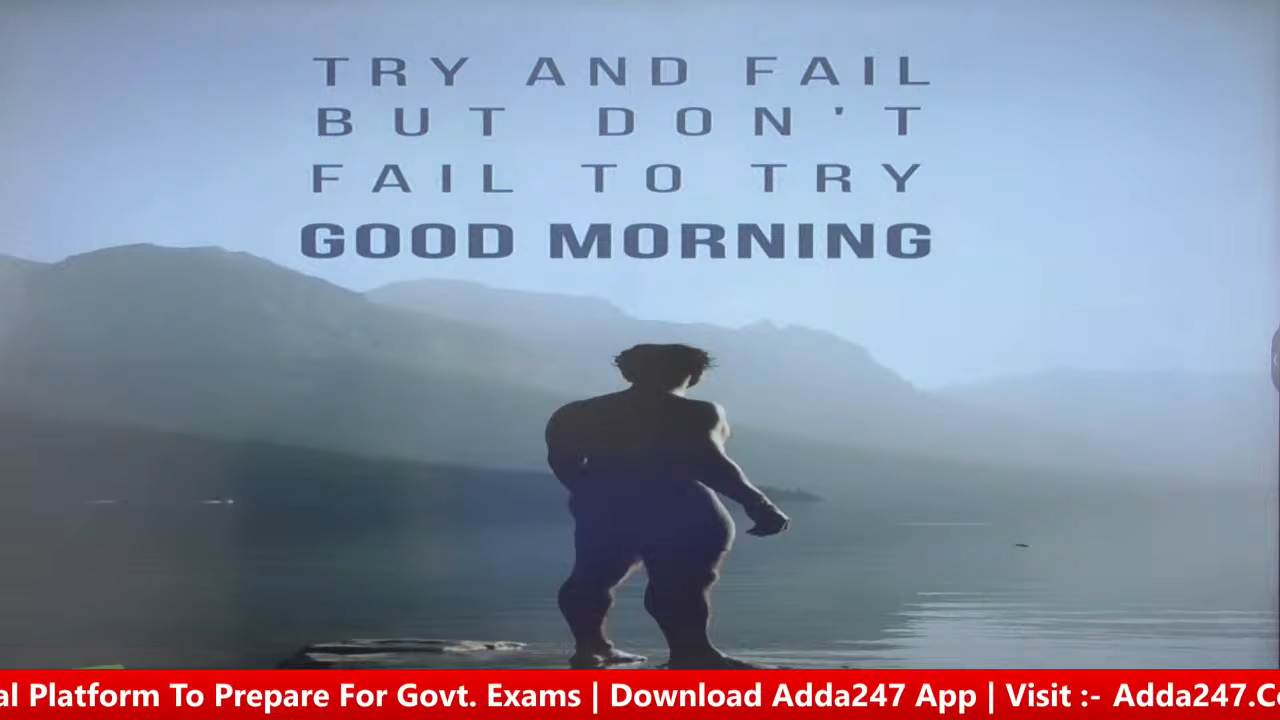 TRY AND FAIL
BUT DON'T
FAIL TO TRY
GOOD MORNING
al Platform To Prepare For Govt. Exams | Download Adda247 App | Visit :- Adda247.C